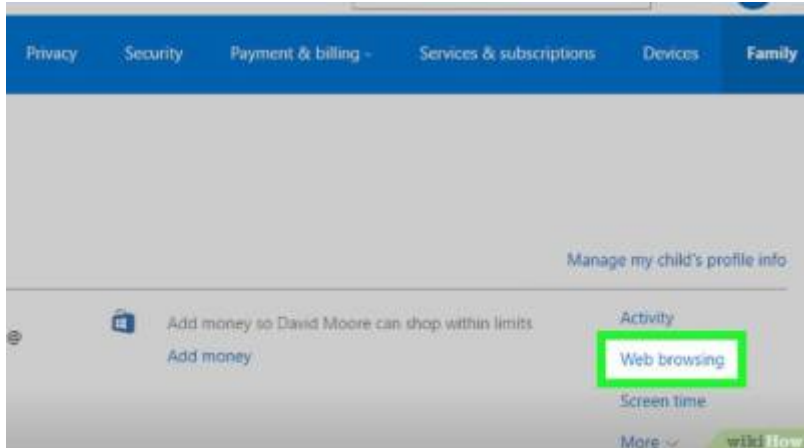 Privacy Security Payment & billing Services & subscriptions Devices Family
Manage my child's profile info
@
Add money so David Moore can shop within limits
Add money
Activity
Web browsing
Screen time
More
wikiHow